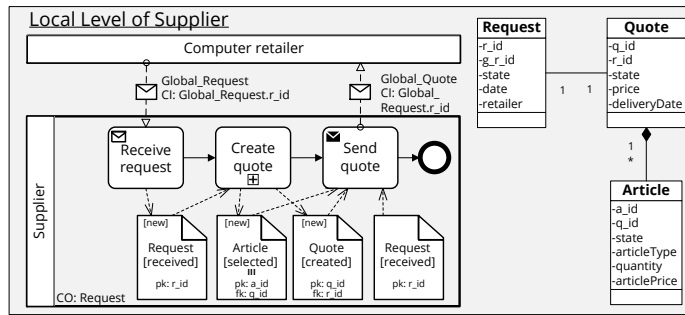 Local Level of Supplier
Computer retailer
Global_Request
CI: Global_Request.r_id
Global_Quote
CI: Global_
Request.r_id
Supplier
Receive
request
Create
quote
Send
quote
[new]
Request
[received]
pk: r_id
[new]
Article
[selected]
pk: a_id
fk: q_id
[new]
Quote
[created]
pk: q_id
fk: r_id
Request
[received]
pk: r_id
CO: Request
Request
-r_id
-g_r_id
-state
-date
-retailer
1
1
Quote
-q_id
-r_id
-state
-price
-deliveryDate
1
*
Article
-a_id
-q_id
-state
-articleType
-quantity
-articlePrice